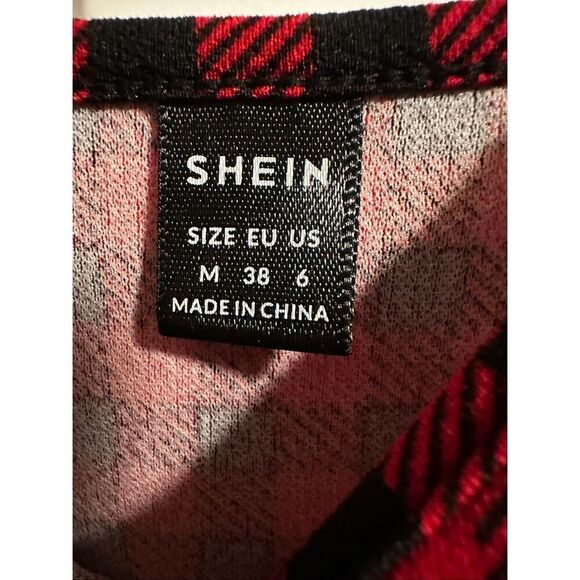 SHEIN
SIZE EU US
M 38 6
MADE IN CHINA